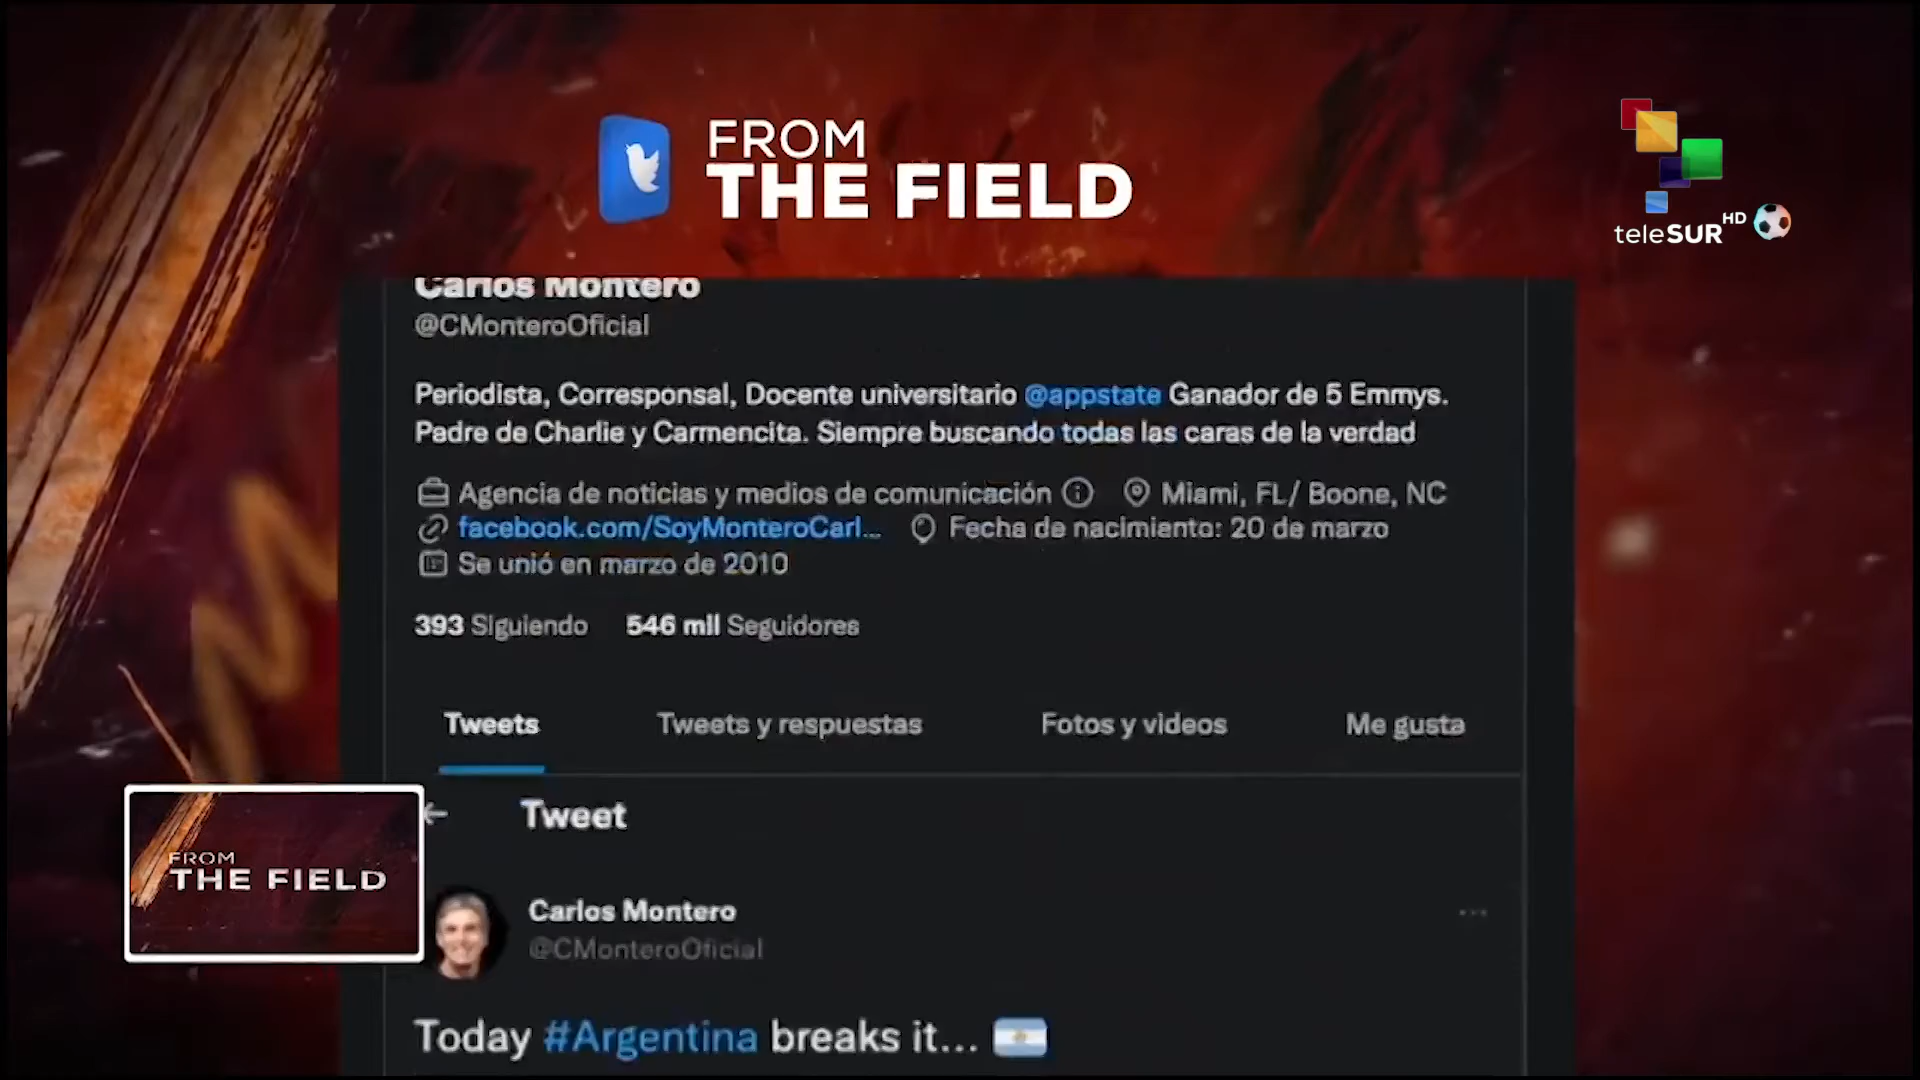 FROM
THE FIELD
teleSUR HD
Carlos Montero
@CMonteroOficial
Periodista, Corresponsal, Docente universitario @appstate Ganador de 5 Emmys.
Padre de Charlie y Carmencita. Siempre buscando todas las caras de la verdad
Agencia de noticias y medios de comunicación Miami, FL/ Boone, NC
facebook.com/SoyMonteroCarl... Fecha de nacimiento: 20 de marzo
Se unió en marzo de 2010
393 Siguiendo 546 mil Seguidores
Tweets Tweets y respuestas Fotos y videos Me gusta
Tweet
FROM
THE FIELD
Carlos Montero
@CMonteroOficial
Today #Argentina breaks it... 🇦🇷